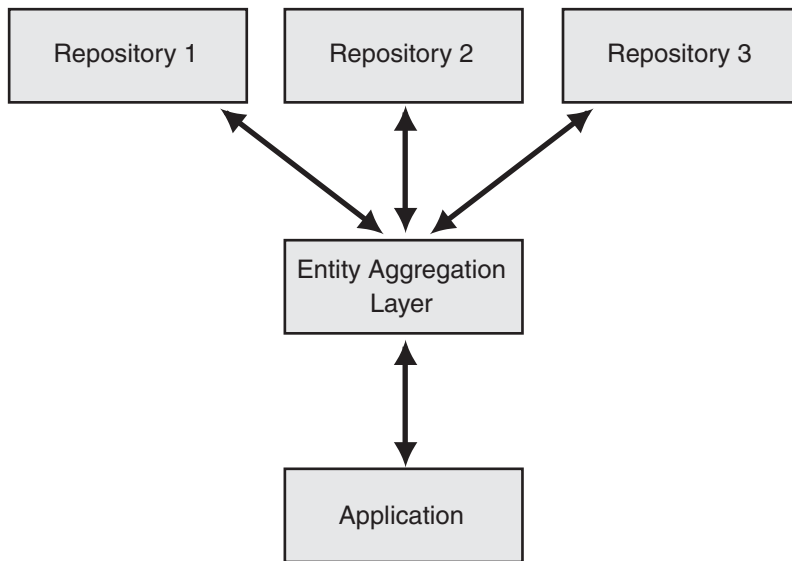 Repository 1
Repository 2
Repository 3
Entity Aggregation
Layer
Application